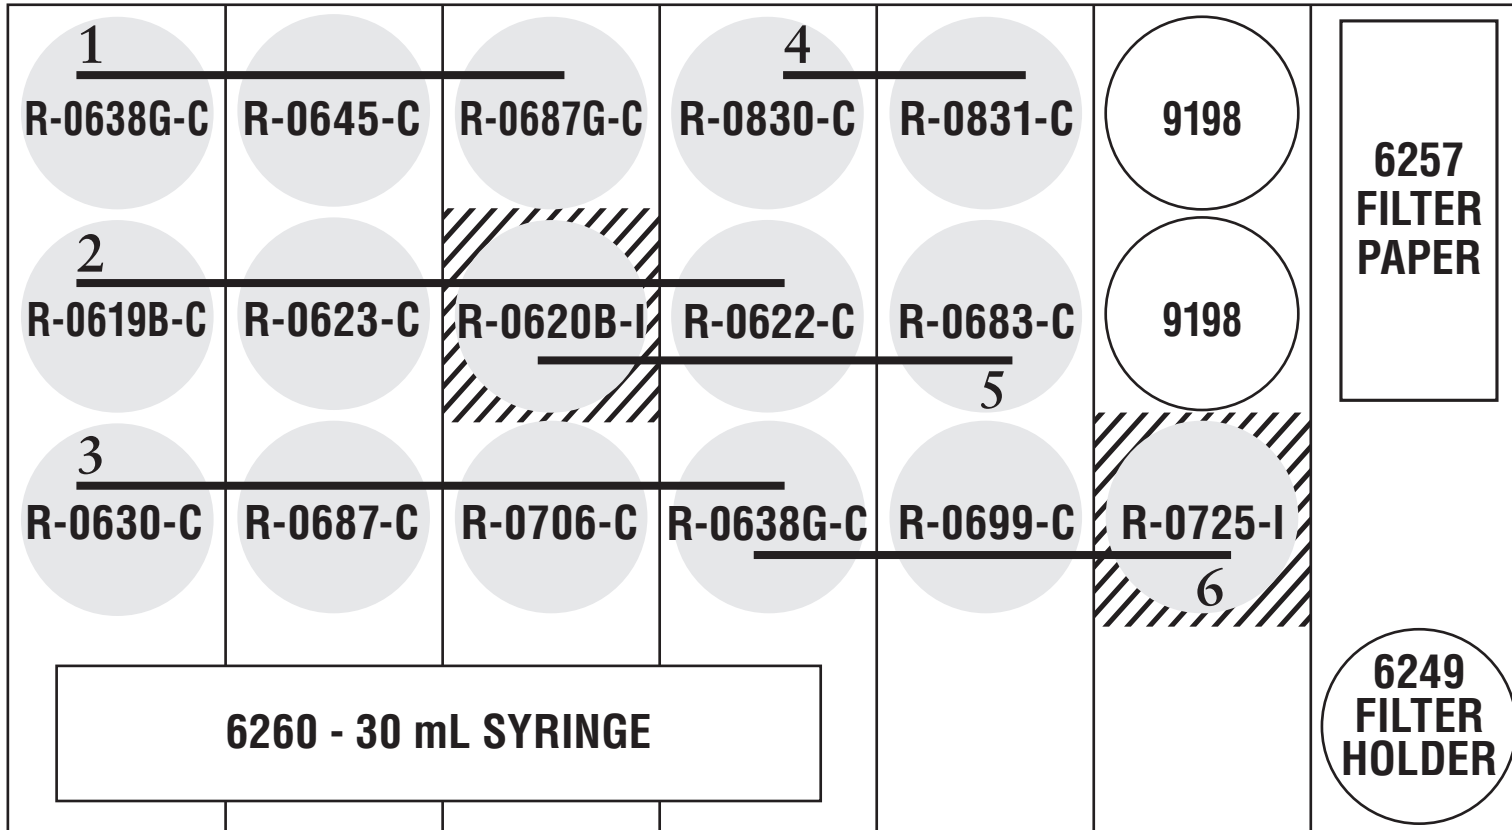 1
4
R-0638G-C
R-0645-C
R-0687G-C
R-0830-C
R-0831-C
9198
6257
FILTER
PAPER
2
R-0619B-C
R-0623-C
R-0620B-I
R-0622-C
R-0683-C
9198
5
3
R-0630-C
R-0687-C
R-0706-C
R-0638G-C
R-0699-C
R-0725-I
6
6260 - 30 mL SYRINGE
6249
FILTER
HOLDER